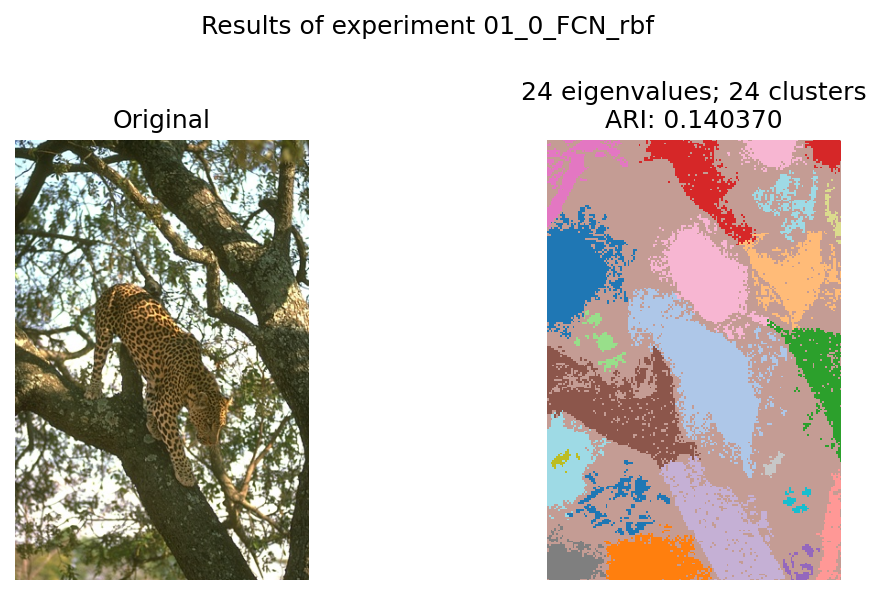 Results of experiment 01_0_FCN_rbf
Original
24 eigenvalues; 24 clusters
ARI: 0.140370